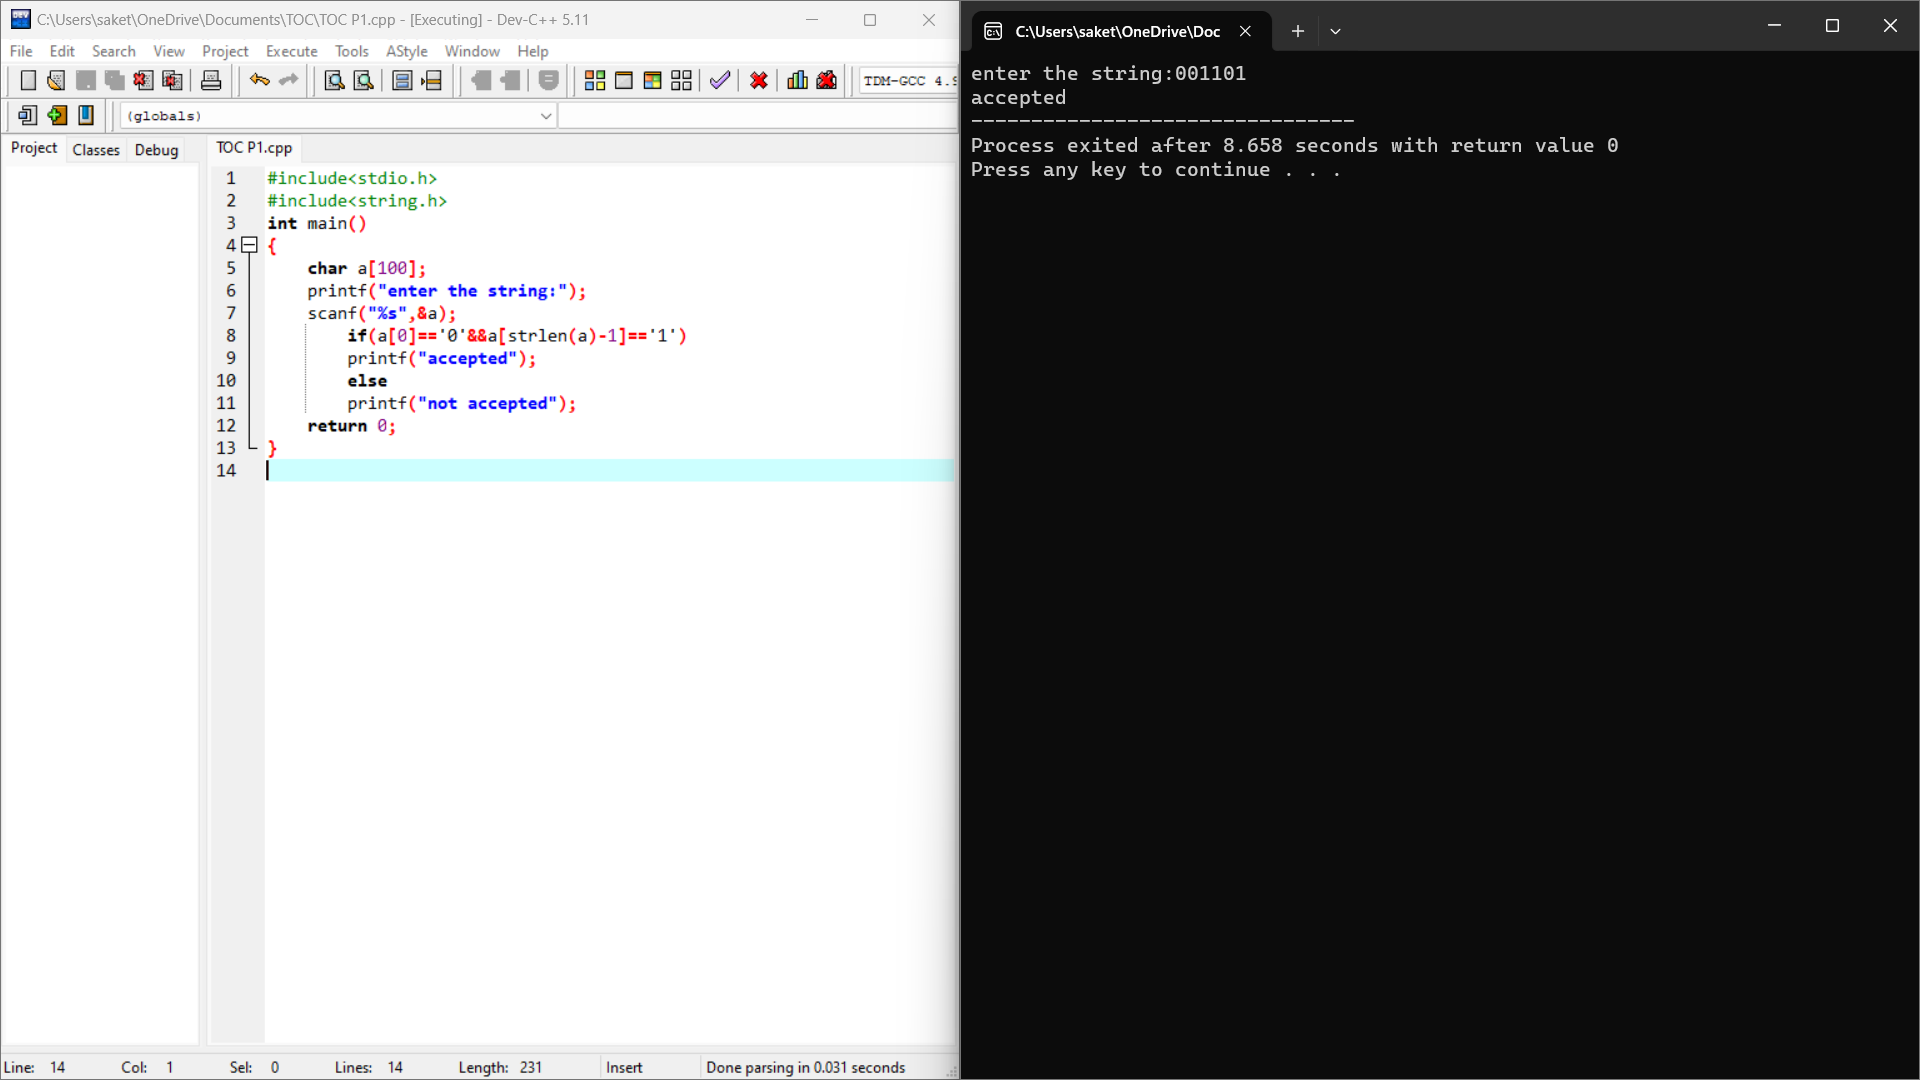 C:\Users\saket\OneDrive\Documents\TOC\TOC P1.cpp - [Executing] - Dev-C++ 5.11
File Edit Search View Project Execute Tools AStyle Window Help
TDM-GCC 4.9
(globals)
Project Classes Debug
TOC P1.cpp
1 #include<stdio.h>
2 #include<string.h>
3 int main()
4 {
5 char a[100];
6 printf("enter the string:");
7 scanf("%s",&a);
8 if(a[0]=='0'&&a[strlen(a)-1]=='1')
9 printf("accepted");
10 else
11 printf("not accepted");
12 return 0;
13 }
14
Line: 14 Col: 1 Sel: 0 Lines: 14 Length: 231 Insert Done parsing in 0.031 seconds
C:\Users\saket\OneDrive\Doc
enter the string:001101
accepted
--------------------------------
Process exited after 8.658 seconds with return value 0
Press any key to continue . . .